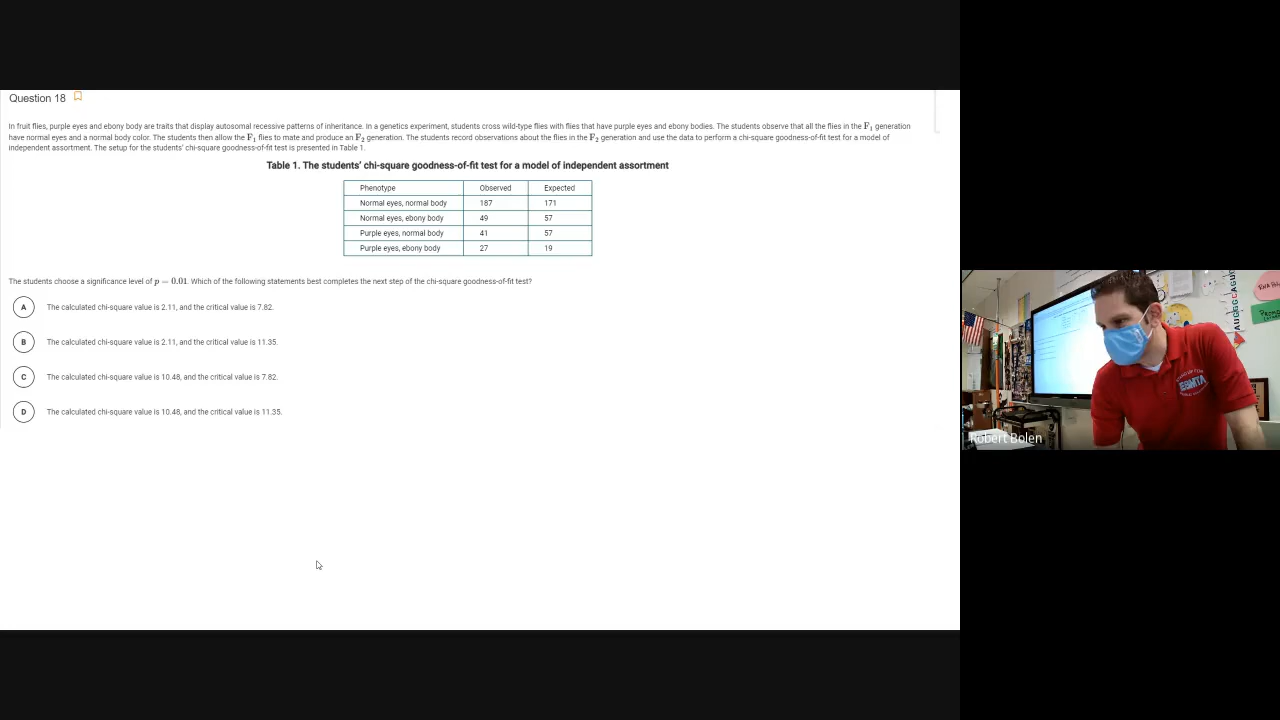 Question 18
In fruit flies, purple eyes and ebony body are traits that display autosomal recessive patterns of inheritance. In a genetics experiment, students cross wild-type flies with flies that have purple eyes and ebony bodies. The students observe that all the flies in the F₁ generation
have normal eyes and a normal body color. The students then allow the F₁ flies to mate and produce an F₂ generation. The students record observations about the flies in the F₂ generation and use the data to perform a chi-square goodness-of-fit test for a model of
independent assortment. The setup for the students' chi-square goodness-of-fit test is presented in Table 1.
Table 1. The students' chi-square goodness-of-fit test for a model of independent assortment
Phenotype Observed Expected
Normal eyes, normal body 187 171
Normal eyes, ebony body 49 57
Purple eyes, normal body 41 57
Purple eyes, ebony body 27 19
The students choose a significance level of p = 0.01. Which of the following statements best completes the next step of the chi-square goodness-of-fit test?
A The calculated chi-square value is 2.11, and the critical value is 7.82.
B The calculated chi-square value is 2.11, and the critical value is 11.35.
C The calculated chi-square value is 10.48, and the critical value is 7.82.
D The calculated chi-square value is 10.48, and the critical value is 11.35.
Robert Bolen